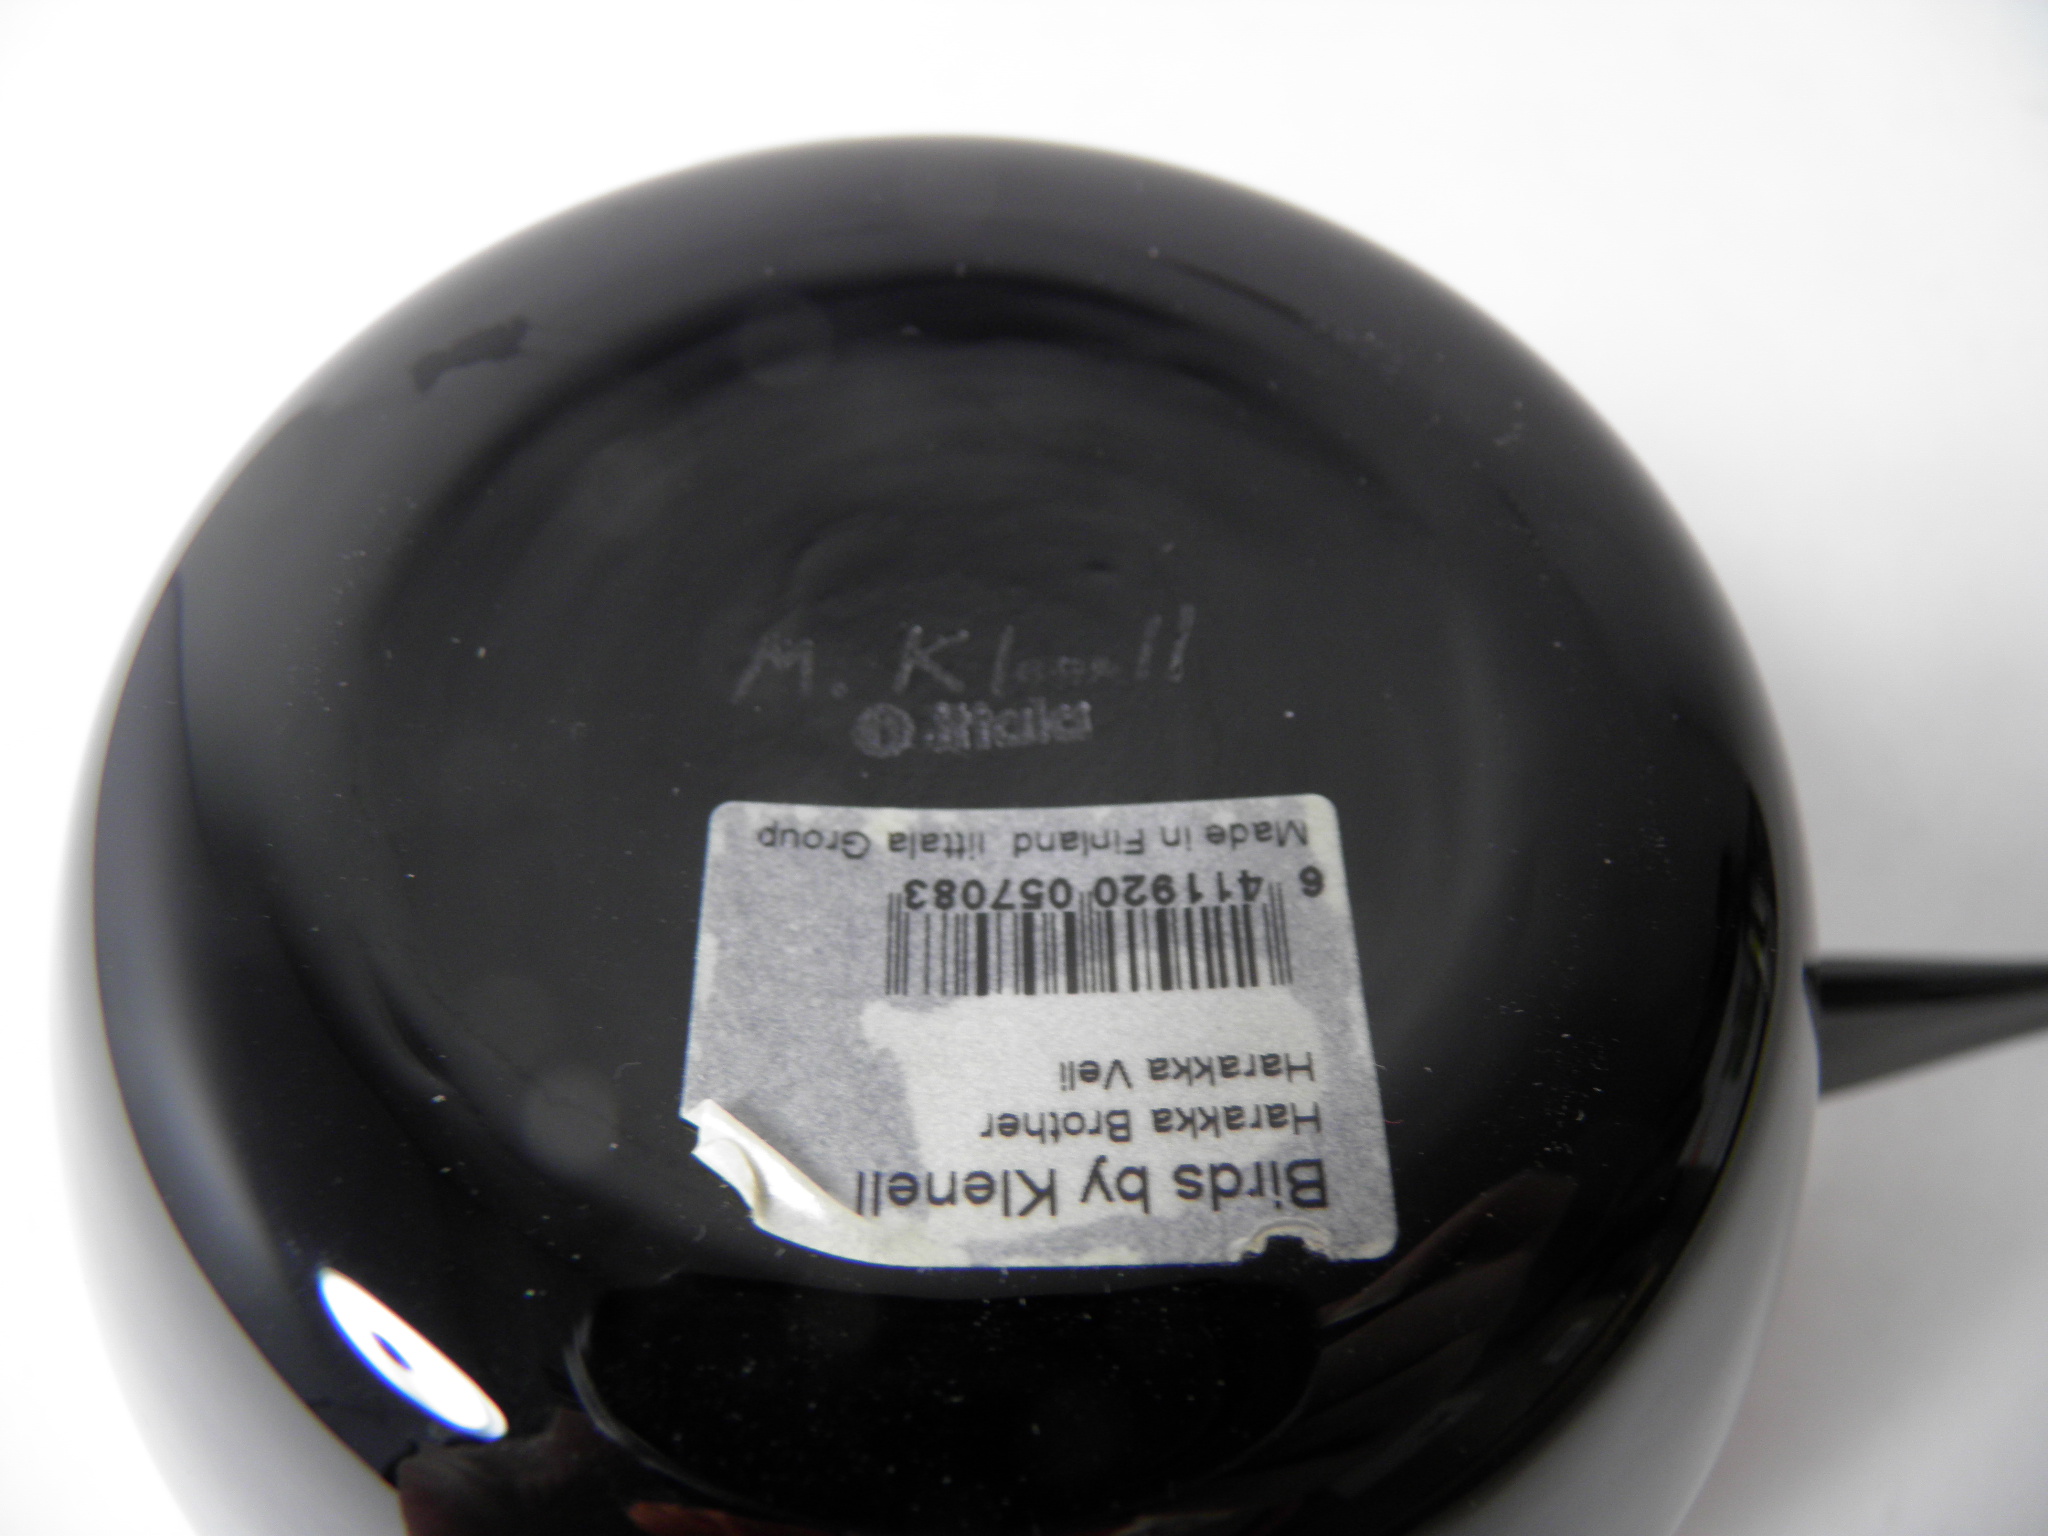 M. Klenell
iittala
Birds by Klenell
Harakka Brother
Harakka Veli
6 411920 057083
Made in Finland Iittala Group